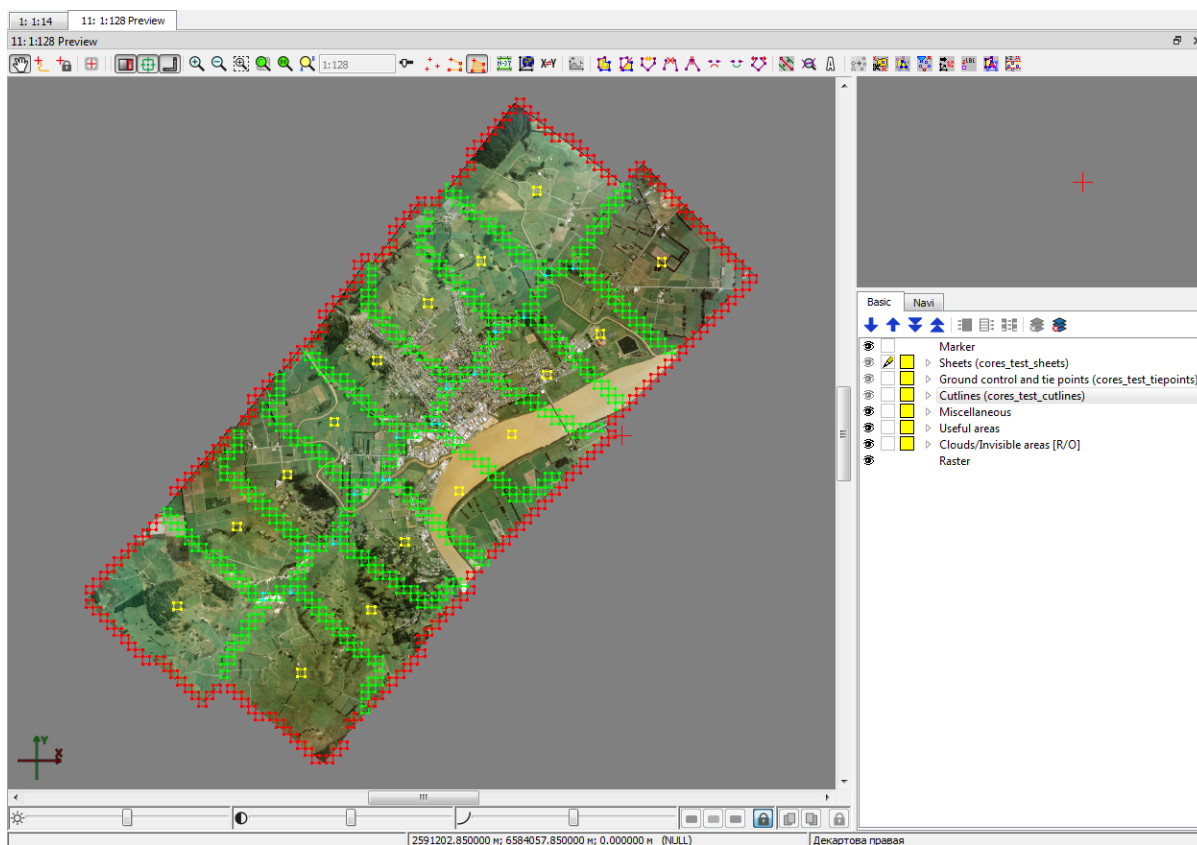 1: 1:14 11: 1:128 Preview
11: 1:128 Preview
1:128
Basic Navi
Marker
Sheets (cores_test_sheets)
Ground control and tie points (cores_test_tiepoints)
Cutlines (cores_test_cutlines)
Miscellaneous
Useful areas
Clouds/Invisible areas [R/O]
Raster
Y
X
2591202.850000 м; 6584057.850000 м; 0.000000 м (NULL) Декартова правая